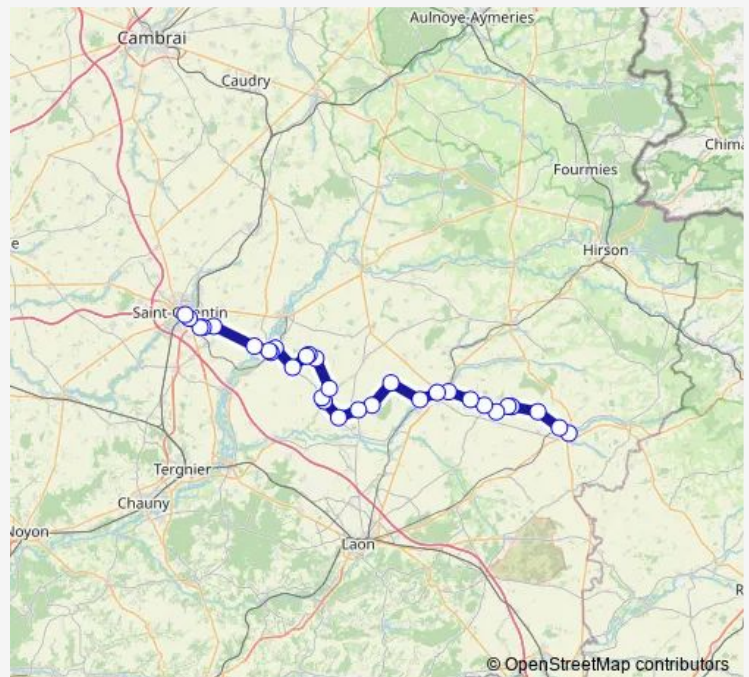 Aulnoye-Aymeries
Cambrai
Caudry
Chima
Fourmies
Hirson
e
Saint-Quentin
Tergnier
Chauny
Noyon
Laon
R
© OpenStreetMap contributors